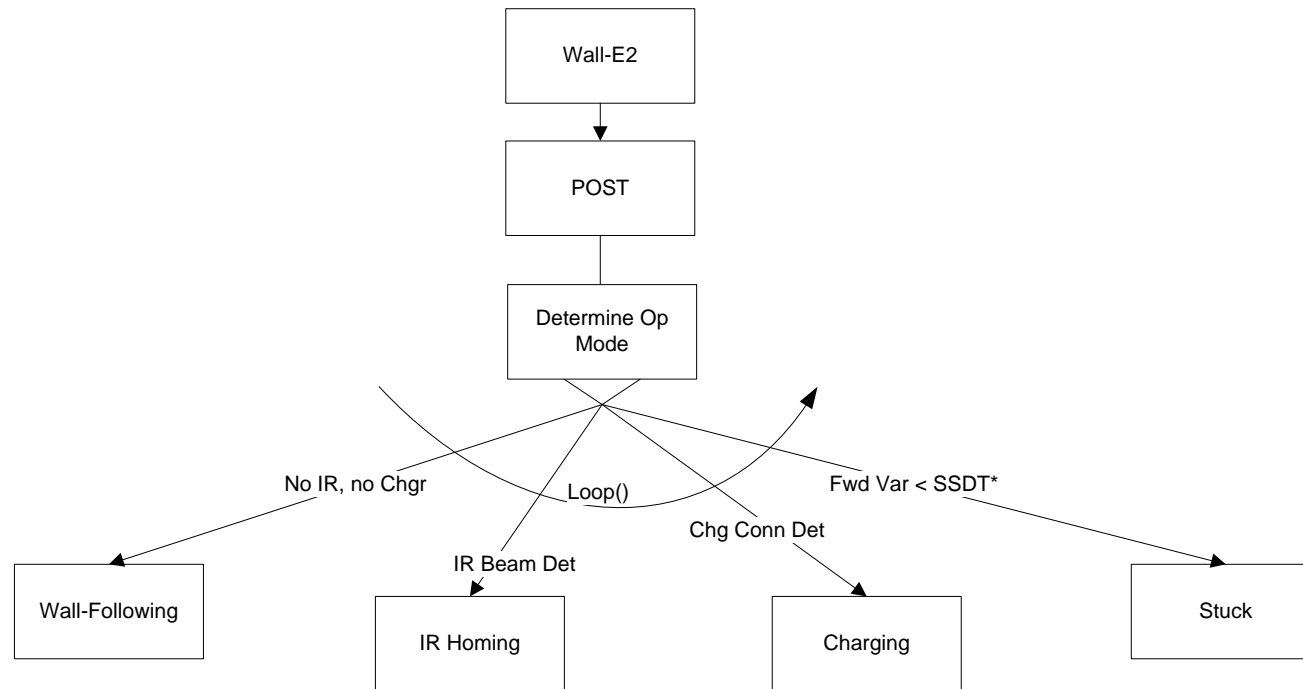 Wall-E2
POST
Determine Op
Mode
No IR, no Chgr
Loop()
Fwd Var < SSDT*
Chg Conn Det
IR Beam Det
Wall-Following
IR Homing
Charging
Stuck